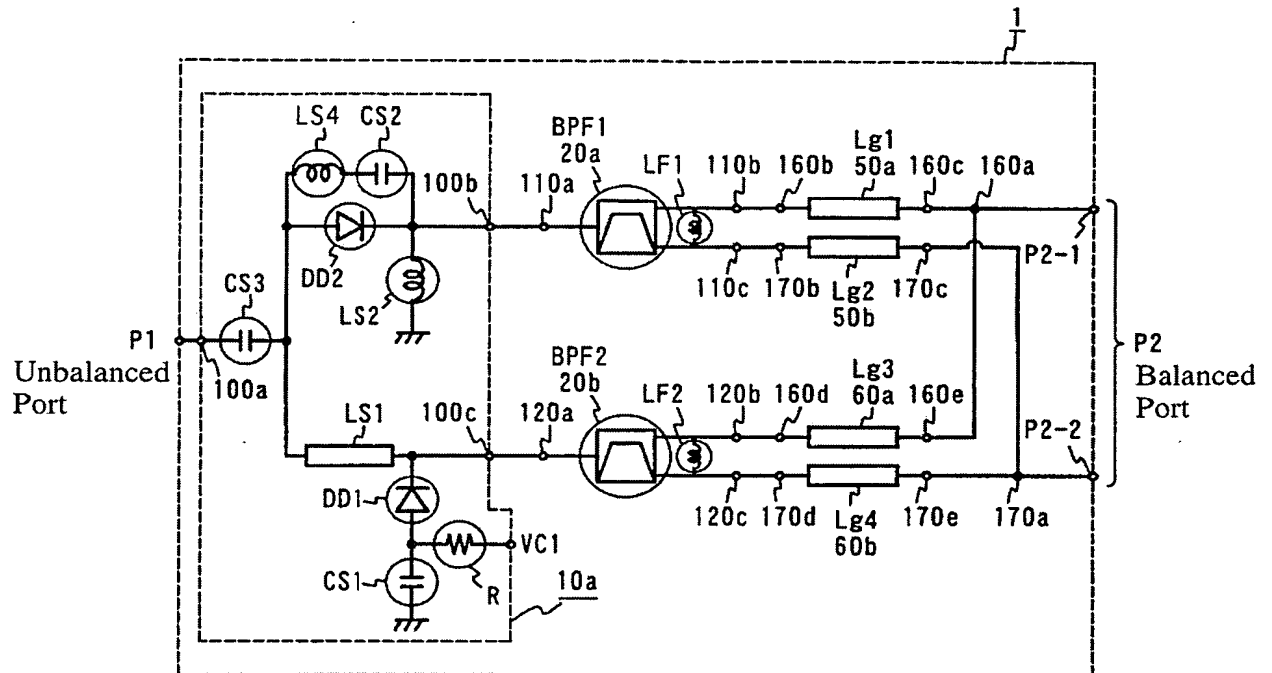 1
LS4 CS2
BPF1
20a
LF1
110b 160b
Lg1
50a
160c 160a
100b 110a
DD2
LS2
CS3
P1
Unbalanced
Port
100a
110c 170b
Lg2
50b
170c
P2-1
P2
Balanced
Port
BPF2
20b
LF2
120b 160d
Lg3
60a
160e
P2-2
LS1
100c 120a
DD1
VC1
CS1
R
10a
120c 170d
Lg4
60b
170e 170a